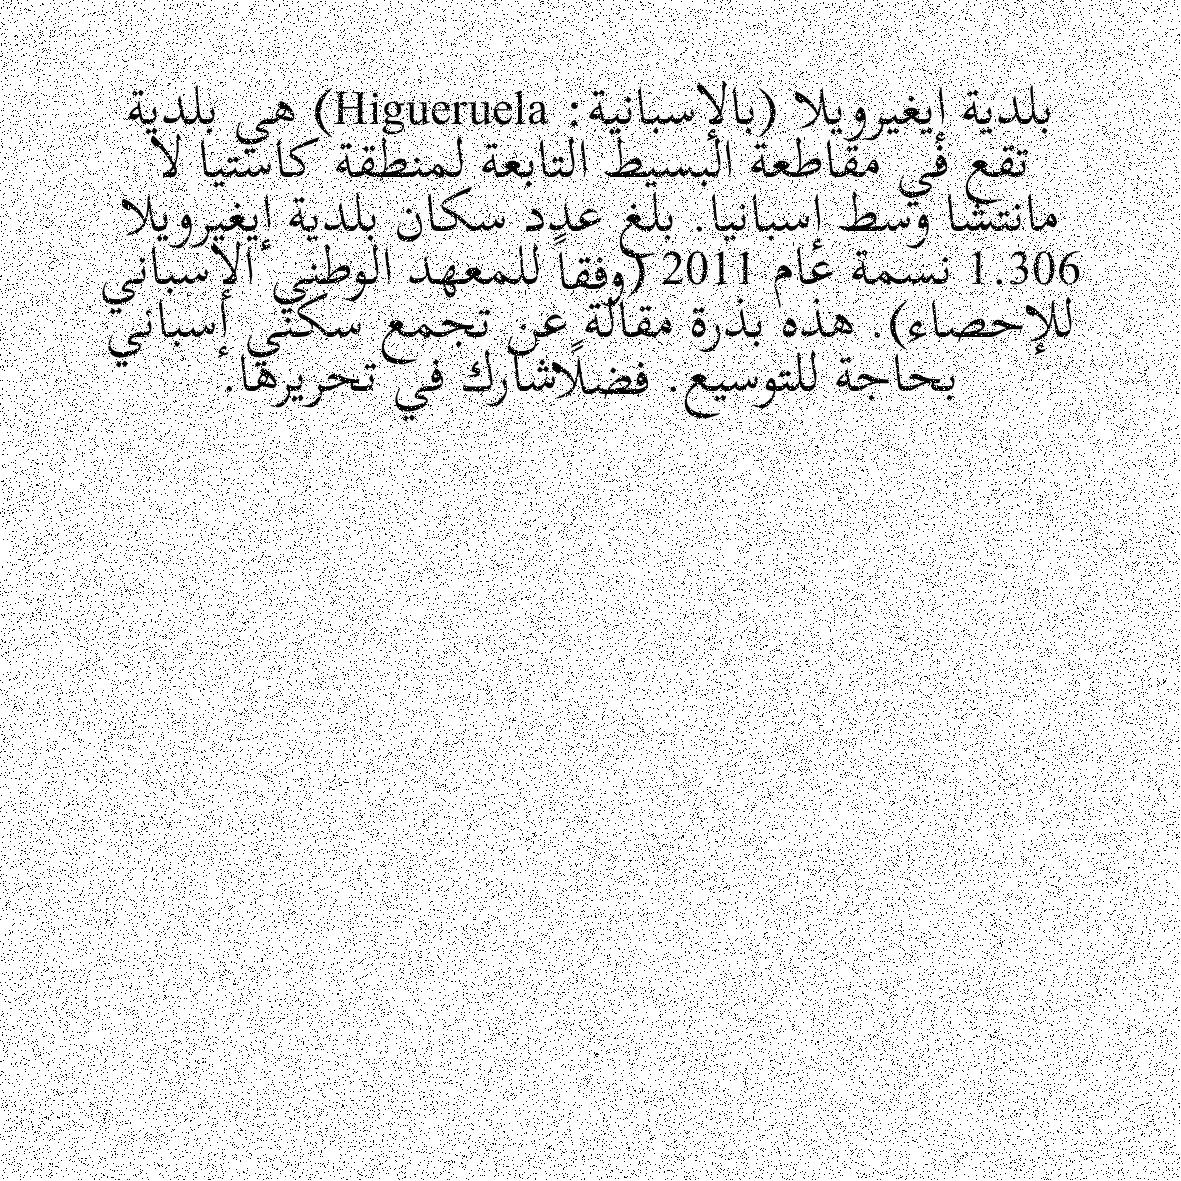 بلدية إيغيرويلا (بالإسبانية: Higueruela) هي بلدية
تقع في مقاطعة البسيط التابعة لمنطقة كاستيا لا
مانتشا وسط إسبانيا. بلغ عدد سكان بلدية إيغيرويلا
1.306 نسمة عام 2011 (وفقاً للمعهد الوطني الإسباني
للإحصاء). هذه بذرة مقالة عن تجمع سكني إسباني
بحاجة للتوسيع. فضلًاشارك في تحريرها.